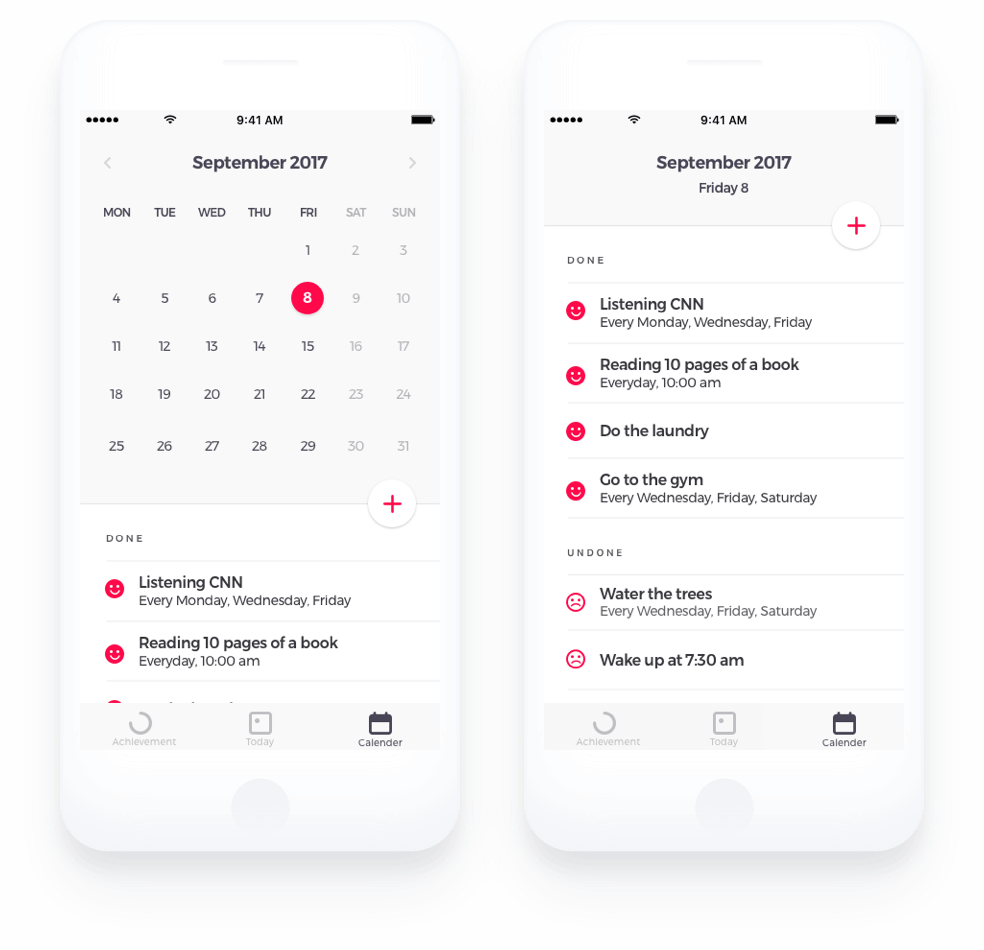 9:41 AM
September 2017
MON TUE WED THU FRI SAT SUN
1 2 3
4 5 6 7 8 9 10
11 12 13 14 15 16 17
18 19 20 21 22 23 24
25 26 27 28 29 30 31
DONE
Listening CNN
Every Monday, Wednesday, Friday
Reading 10 pages of a book
Everyday, 10:00 am
Achievement Today Calender
9:41 AM
September 2017
Friday 8
DONE
Listening CNN
Every Monday, Wednesday, Friday
Reading 10 pages of a book
Everyday, 10:00 am
Do the laundry
Go to the gym
Every Wednesday, Friday, Saturday
UNDONE
Water the trees
Every Wednesday, Friday, Saturday
Wake up at 7:30 am
Achievement Today Calender